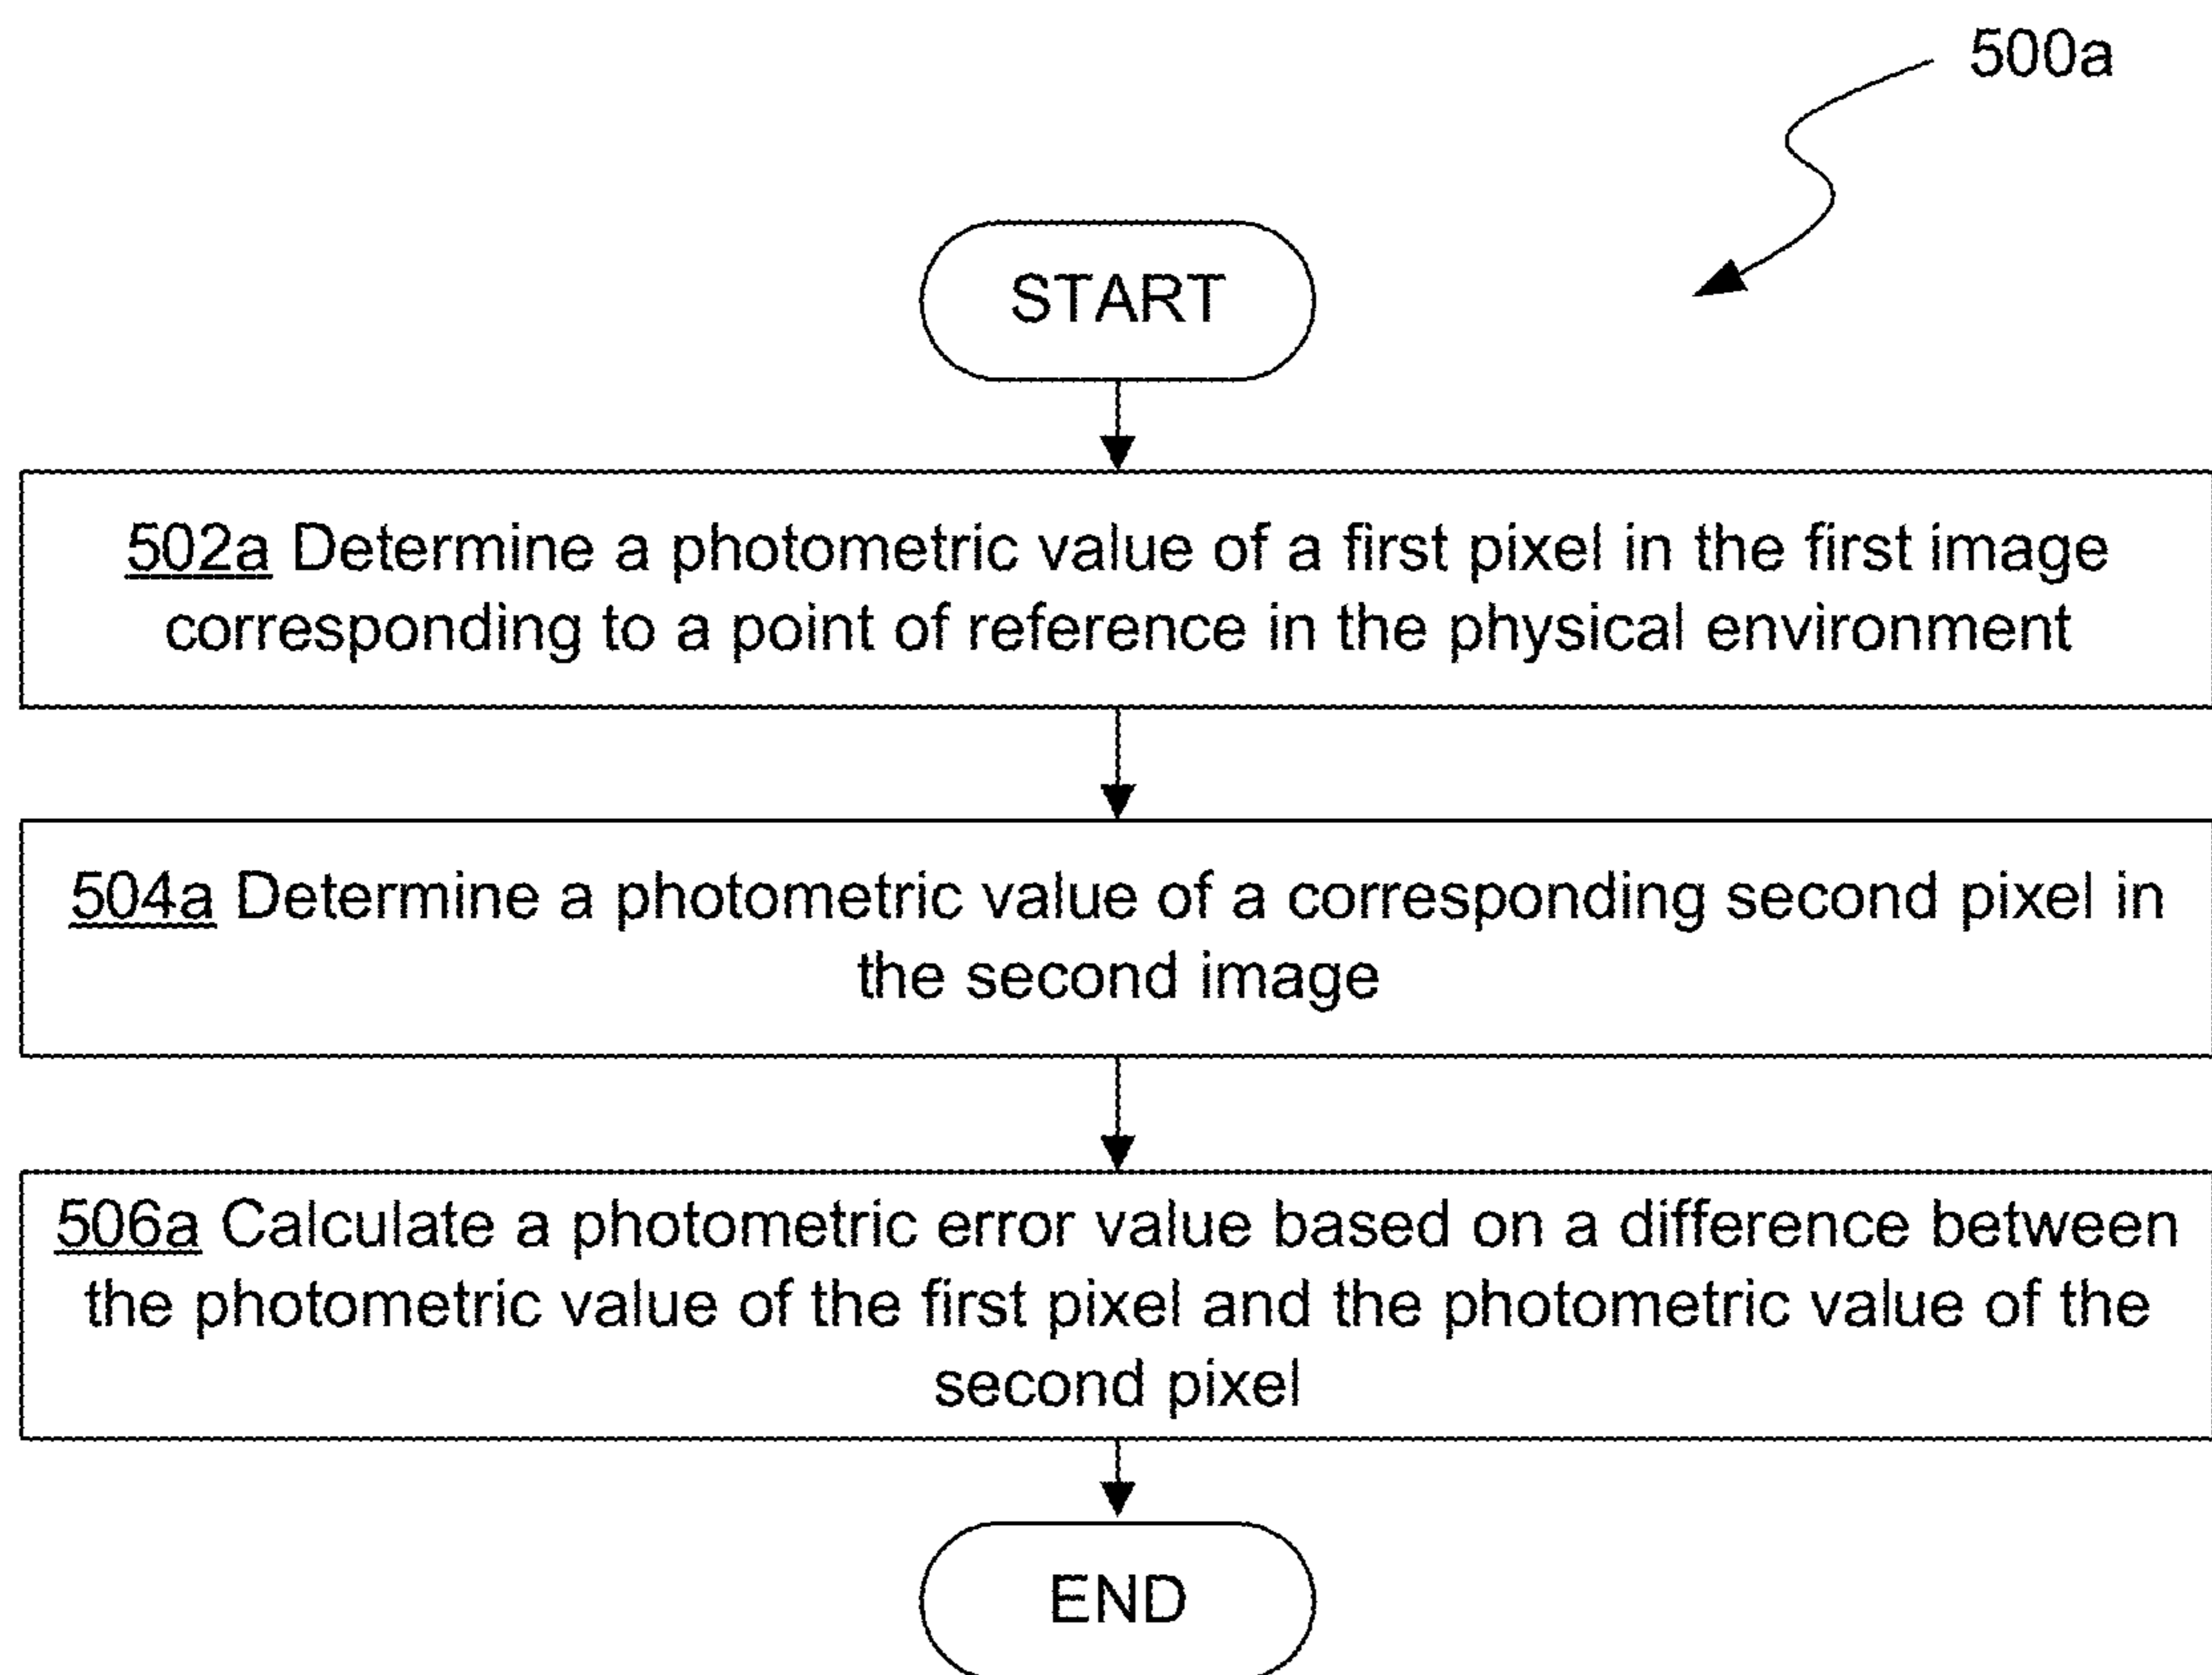 500a
START
502a Determine a photometric value of a first pixel in the first image
corresponding to a point of reference in the physical environment
504a Determine a photometric value of a corresponding second pixel in
the second image
506a Calculate a photometric error value based on a difference between
the photometric value of the first pixel and the photometric value of the
second pixel
END